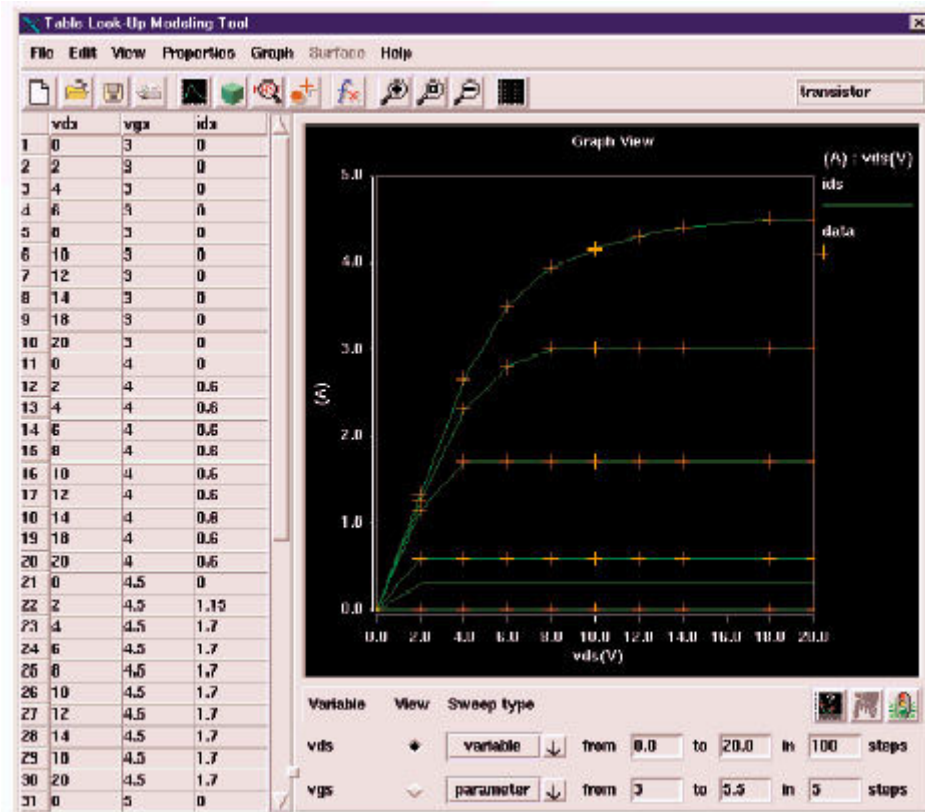 Table Look-Up Modeling Tool
File Edit View Properties Graph Surface Help
transistor
vds vgs ids
1 0 3 0
2 2 3 0
3 4 3 0
4 6 3 0
5 8 3 0
6 10 3 0
7 12 3 0
8 14 3 0
9 18 3 0
10 20 3 0
11 0 4 0
12 2 4 0.6
13 4 4 0.6
14 6 4 0.6
15 8 4 0.6
16 10 4 0.6
17 12 4 0.6
18 14 4 0.6
19 18 4 0.6
20 20 4 0.6
21 0 4.5 0
22 2 4.5 1.15
23 4 4.5 1.7
24 6 4.5 1.7
25 8 4.5 1.7
26 10 4.5 1.7
27 12 4.5 1.7
28 14 4.5 1.7
29 18 4.5 1.7
30 20 4.5 1.7
31 0 5 0
Graph View
(A) : vds(V)
ids
data
5.0
4.0
3.0
(A)
2.0
1.0
0.0
0.0 2.0 4.0 6.0 8.0 10.0 12.0 14.0 16.0 18.0 20.0
vds(V)
Variable View Sweep type
vds variable from 0.0 to 20.0 in 100 steps
vgs parameter from 3 to 5.5 in 5 steps